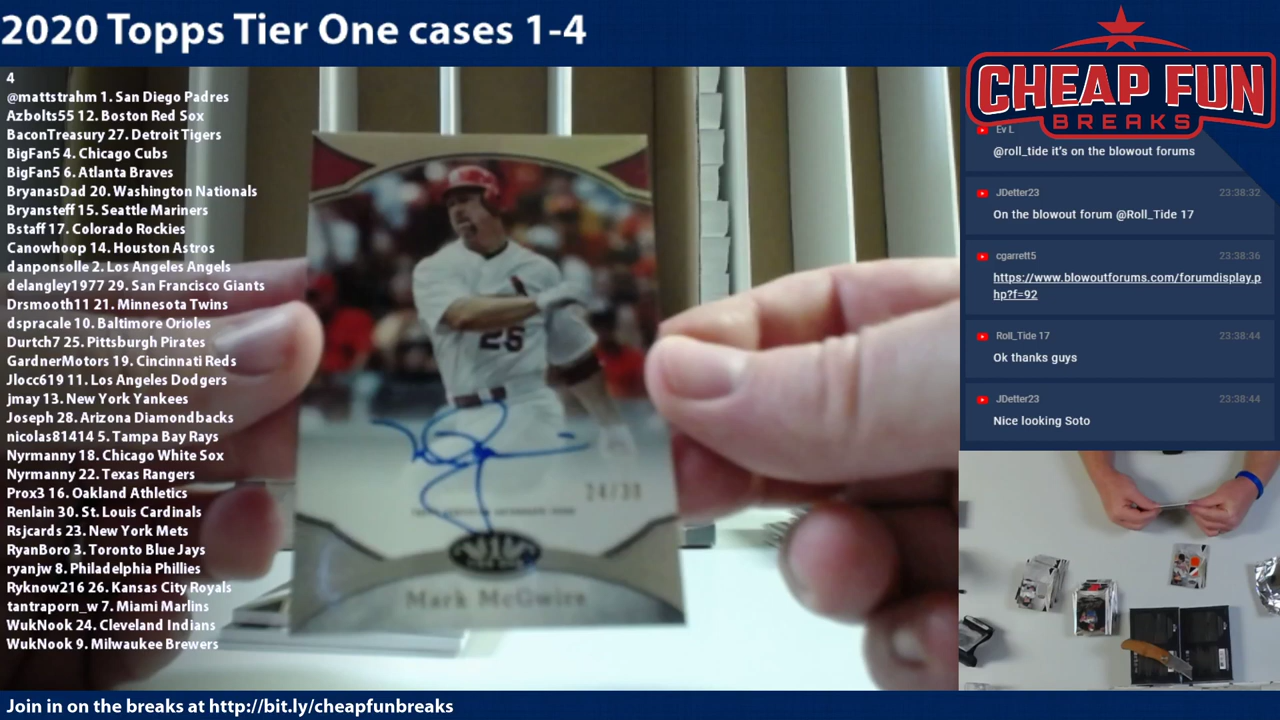 2020 Topps Tier One cases 1-4
4
@mattstrahm 1. San Diego Padres
Azbolts55 12. Boston Red Sox
BaconTreasury 27. Detroit Tigers
BigFan5 4. Chicago Cubs
BigFan5 6. Atlanta Braves
BryanasDad 20. Washington Nationals
Bryansteff 15. Seattle Mariners
Bstaff 17. Colorado Rockies
Canowhoop 14. Houston Astros
danponsolle 2. Los Angeles Angels
delangley1977 29. San Francisco Giants
Drsmooth11 21. Minnesota Twins
dspracale 10. Baltimore Orioles
Durtch7 25. Pittsburgh Pirates
GardnerMotors 19. Cincinnati Reds
Jlocc619 11. Los Angeles Dodgers
jmay 13. New York Yankees
Joseph 28. Arizona Diamondbacks
nicolas81414 5. Tampa Bay Rays
Nyrmanny 18. Chicago White Sox
Nyrmanny 22. Texas Rangers
Prox3 16. Oakland Athletics
Renlain 30. St. Louis Cardinals
Rsjcards 23. New York Mets
RyanBoro 3. Toronto Blue Jays
ryanjw 8. Philadelphia Phillies
Ryknow216 26. Kansas City Royals
tantraporn_w 7. Miami Marlins
WukNook 24. Cleveland Indians
WukNook 9. Milwaukee Brewers
25
24/30
Mark McGwire
CHEAP FUN
BREAKS
Ev L
@roll_tide it's on the blowout forums
JDetter23 23:38:32
On the blowout forum @Roll_Tide 17
cgarrett5 23:38:36
https://www.blowoutforums.com/forumdisplay.p
hp?f=92
Roll_Tide 17 23:38:44
Ok thanks guys
JDetter23 23:38:44
Nice looking Soto
Join in on the breaks at http://bit.ly/cheapfunbreaks